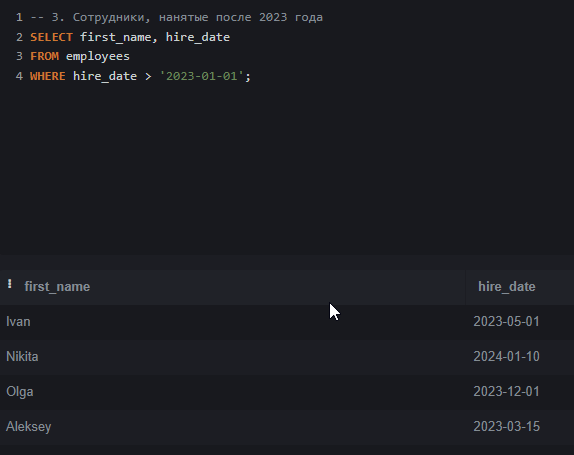 1 -- 3. Сотрудники, нанятые после 2023 года
2 SELECT first_name, hire_date
3 FROM employees
4 WHERE hire_date > '2023-01-01';
first_name hire_date
Ivan 2023-05-01
Nikita 2024-01-10
Olga 2023-12-01
Aleksey 2023-03-15